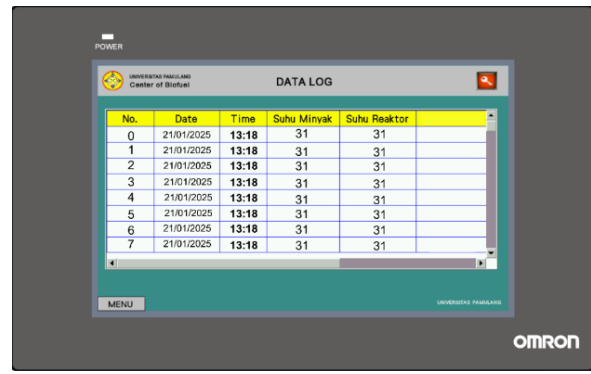 POWER
UNIVERSITAS PAMULANG
Center of Biofuel
DATA LOG
No. Date Time Suhu Minyak Suhu Reaktor
0 21/01/2025 13:18 31 31
1 21/01/2025 13:18 31 31
2 21/01/2025 13:18 31 31
3 21/01/2025 13:18 31 31
4 21/01/2025 13:18 31 31
5 21/01/2025 13:18 31 31
6 21/01/2025 13:18 31 31
7 21/01/2025 13:18 31 31
MENU
UNIVERSITAS PAMULANG
OMRON